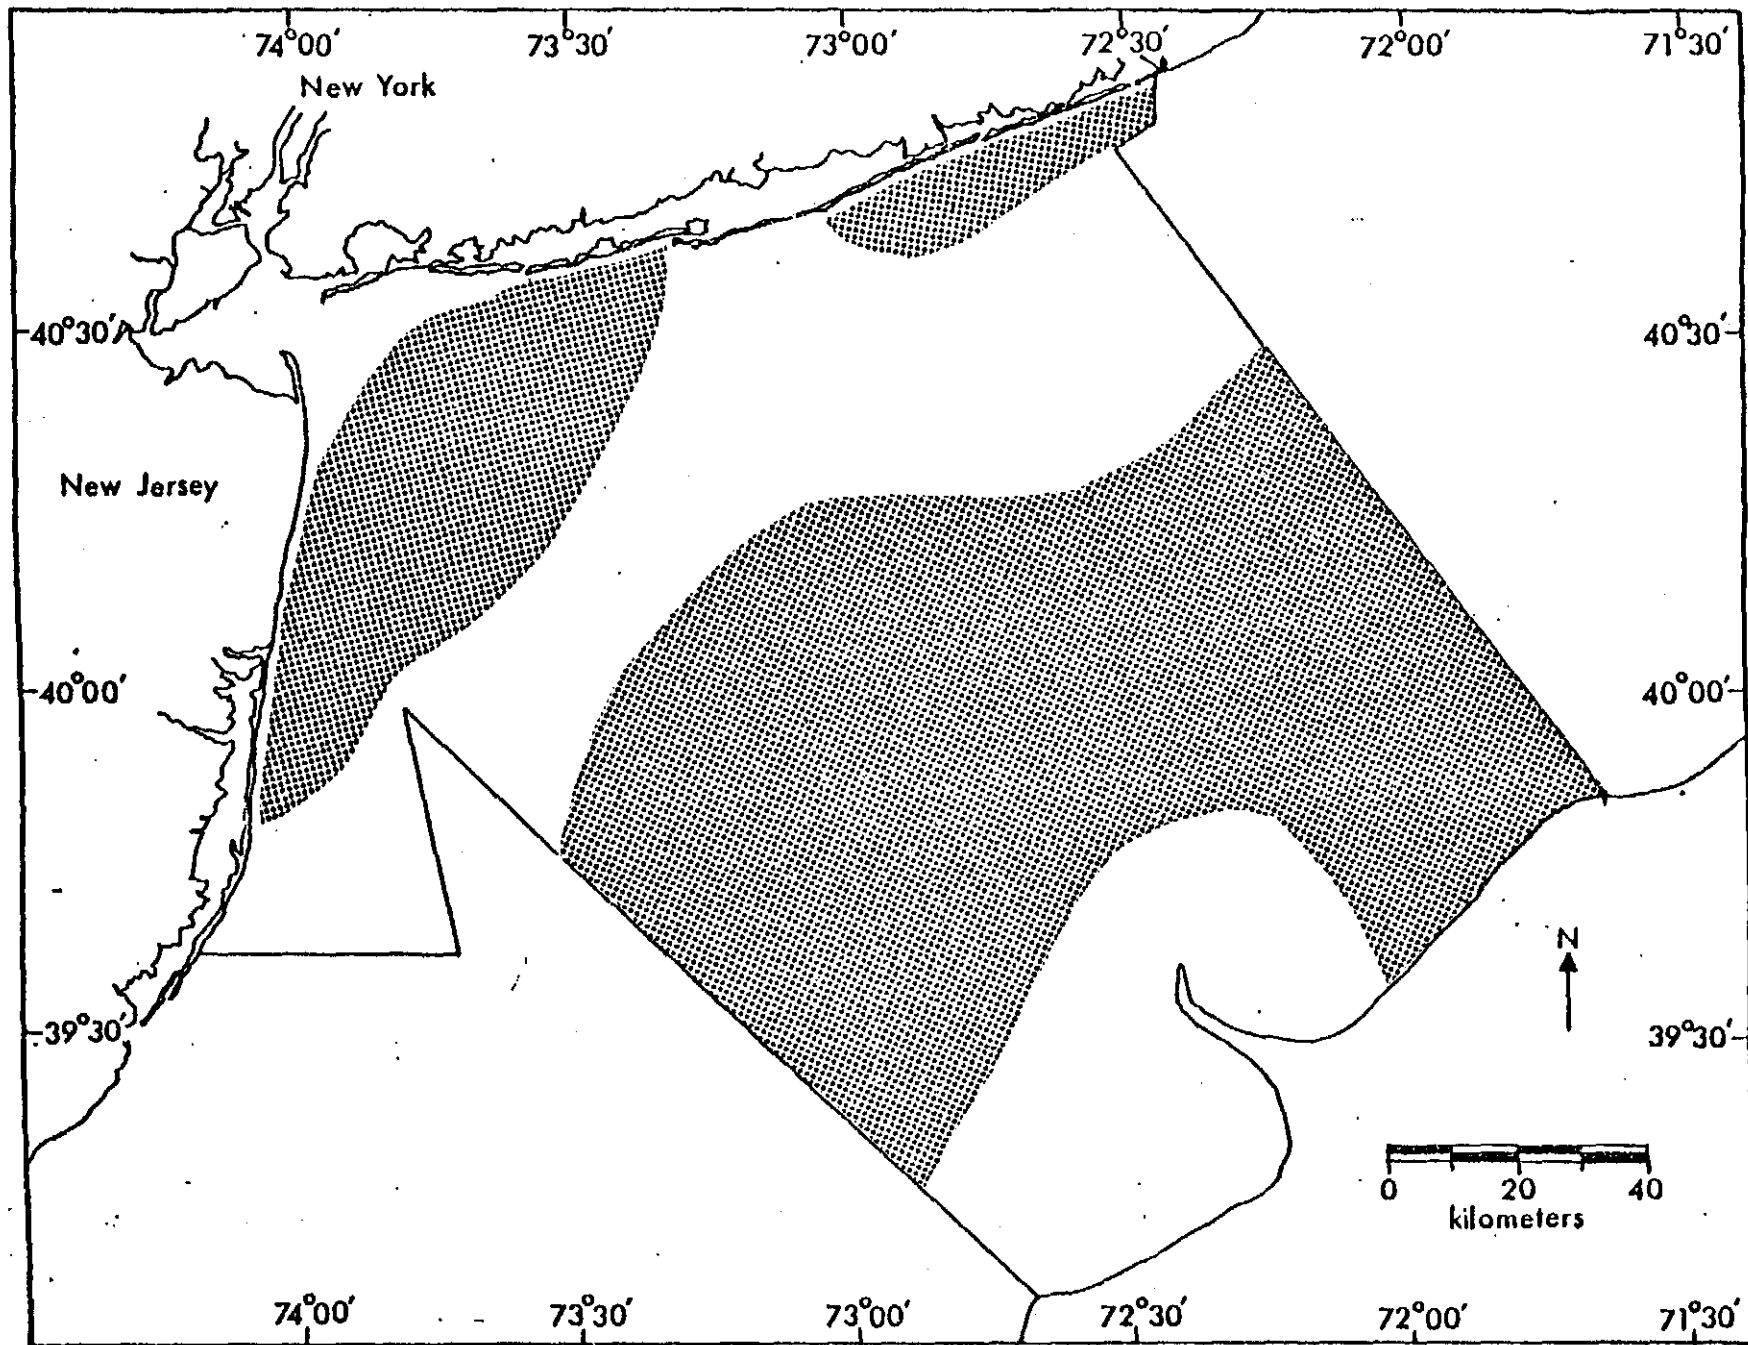 74°00′ 73°30′ 73°00′ 72°30′ 72°00′ 71°30′
New York
40°30′ 40°30′
New Jersey
40°00′ 40°00′
N
39°30′ 39°30′
0 20 40
kilometers
74°00′ 73°30′ 73°00′ 72°30′ 72°00′ 71°30′